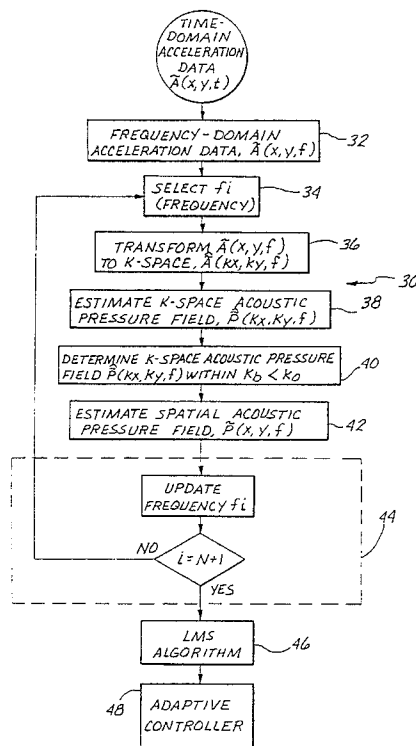 TIME-
DOMAIN
ACCELERATION
DATA
Ã(x,y,t)
FREQUENCY-DOMAIN
ACCELERATION DATA, Ã(x,y,f)
32
SELECT fi
(FREQUENCY)
34
TRANSFORM Ã(x,y,f)
TO K-SPACE, Ã(kx,ky,f)
36
30
ESTIMATE K-SPACE ACOUSTIC
PRESSURE FIELD, P̃(kx,ky,f)
38
DETERMINE K-SPACE ACOUSTIC PRESSURE
FIELD P̃(kx,ky,f) WITHIN Kb < Ko
40
ESTIMATE SPATIAL ACOUSTIC
PRESSURE FIELD, P̃(x,y,f)
42
UPDATE
FREQUENCY fi
44
NO
i = N+1
YES
LMS
ALGORITHM
46
48
ADAPTIVE
CONTROLLER